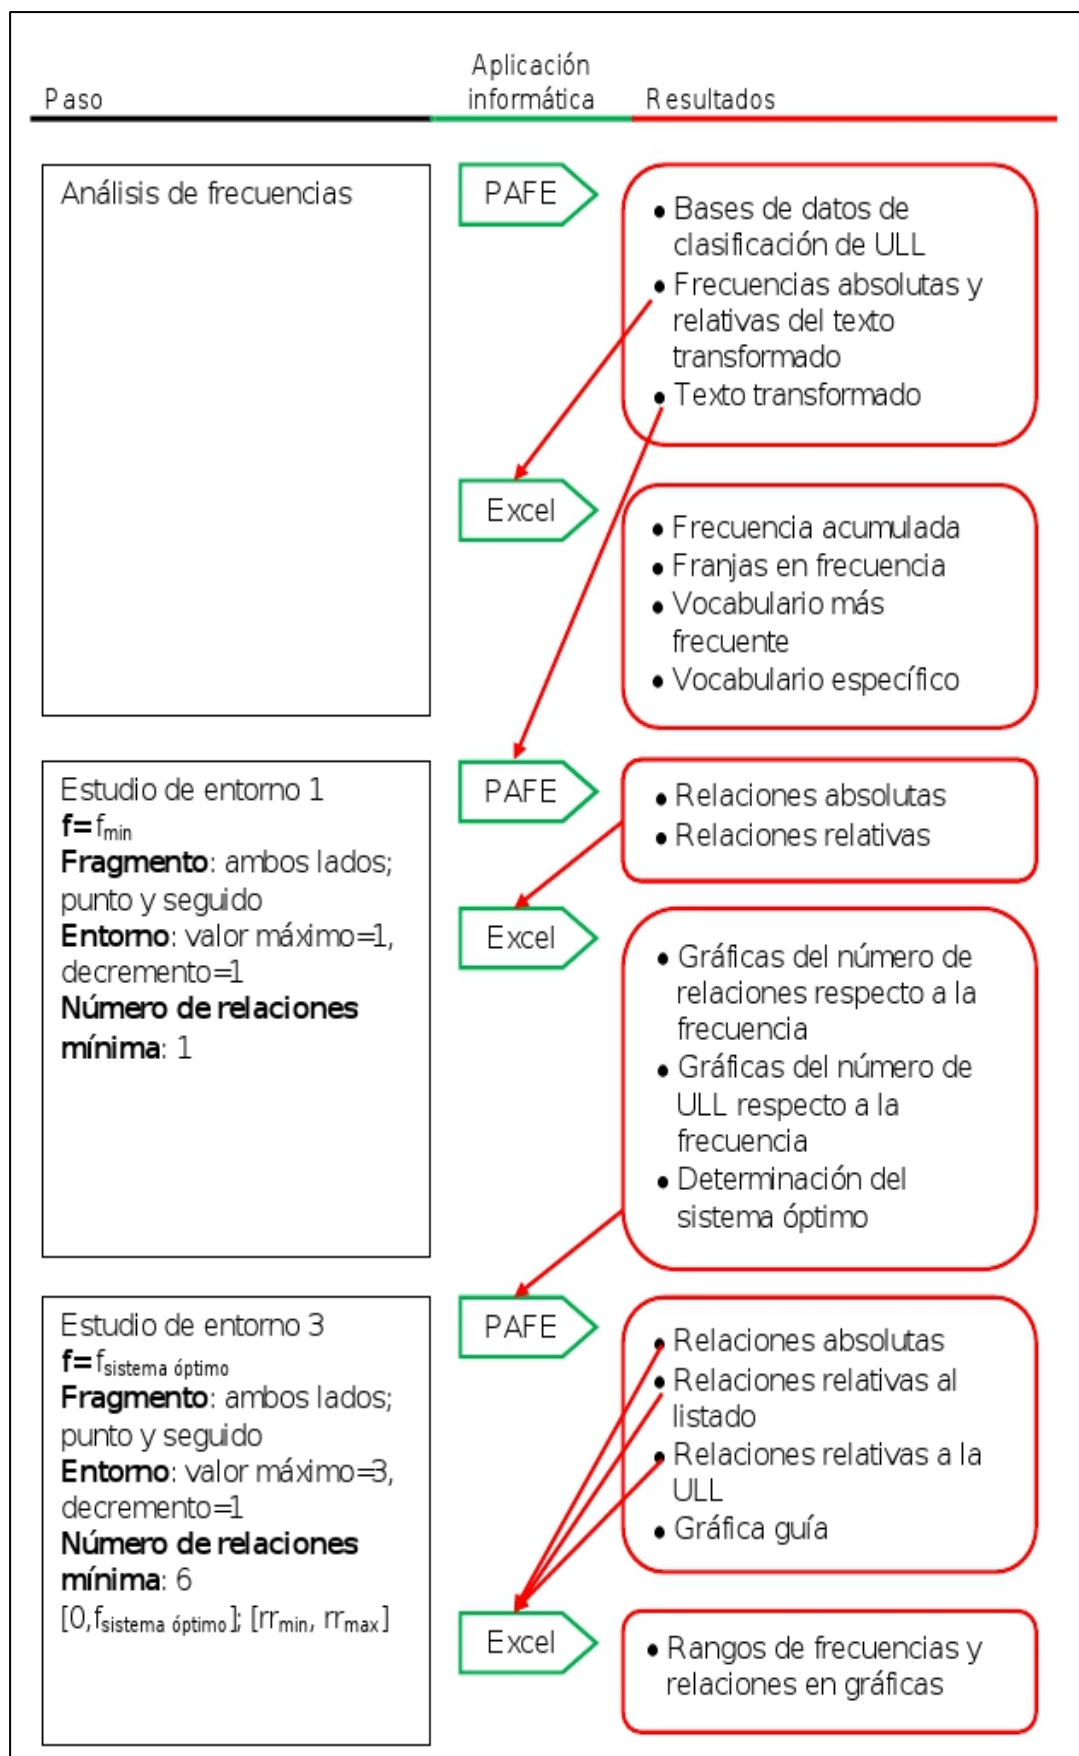 Paso
Aplicación
informática
Resultados
Análisis de frecuencias
PAFE
• Bases de datos de
clasificación de ULL
• Frecuencias absolutas y
relativas del texto
transformado
• Texto transformado
Excel
• Frecuencia acumulada
• Franjas en frecuencia
• Vocabulario más
frecuente
• Vocabulario específico
Estudio de entorno 1
f=fmin
Fragmento: ambos lados;
punto y seguido
Entorno: valor máximo=1,
decremento=1
Número de relaciones
mínima: 1
PAFE
• Relaciones absolutas
• Relaciones relativas
Excel
• Gráficas del número de
relaciones respecto a la
frecuencia
• Gráficas del número de
ULL respecto a la
frecuencia
• Determinación del
sistema óptimo
Estudio de entorno 3
f=fsistema óptimo
Fragmento: ambos lados;
punto y seguido
Entorno: valor máximo=3,
decremento=1
Número de relaciones
mínima: 6
[0,fsistema óptimo]; [rrmin, rrmax]
PAFE
• Relaciones absolutas
• Relaciones relativas al
listado
• Relaciones relativas a la
ULL
• Gráfica guía
Excel
• Rangos de frecuencias y
relaciones en gráficas